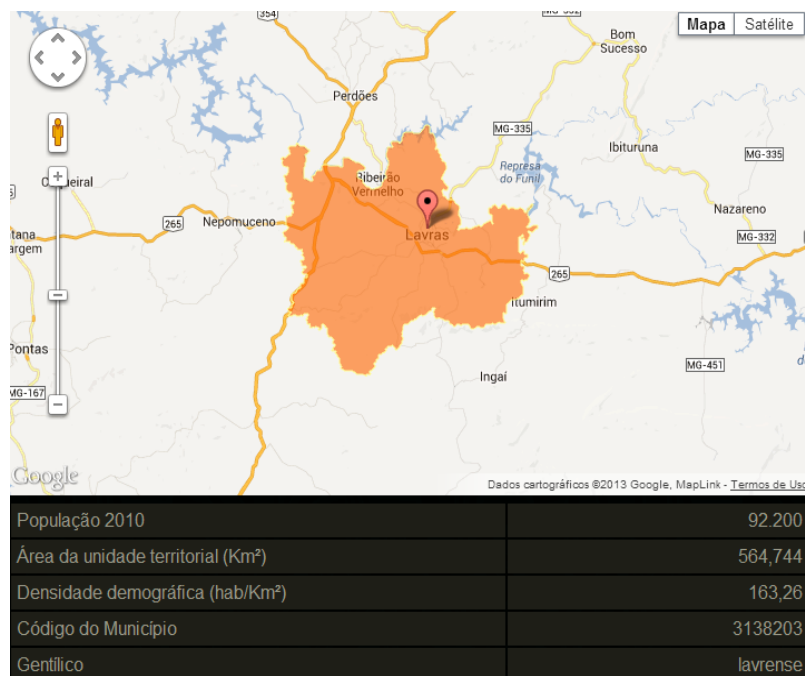 354
Mapa Satélite
Bom
Sucesso
Perdões
MG-335
Ribeirão
Vermelho
Represa
do Funil
Ibituruna
MG-335
Nepomuceno
265
Lavras
Nazareno
MG-332
265
Itumirim
Pontas
Ingaí
MG-451
MG-167
Google
Dados cartográficos ©2013 Google, MapLink - Termos de Uso
População 2010 92.200
Área da unidade territorial (Km²) 564,744
Densidade demográfica (hab/Km²) 163,26
Código do Município 3138203
Gentílico lavrense